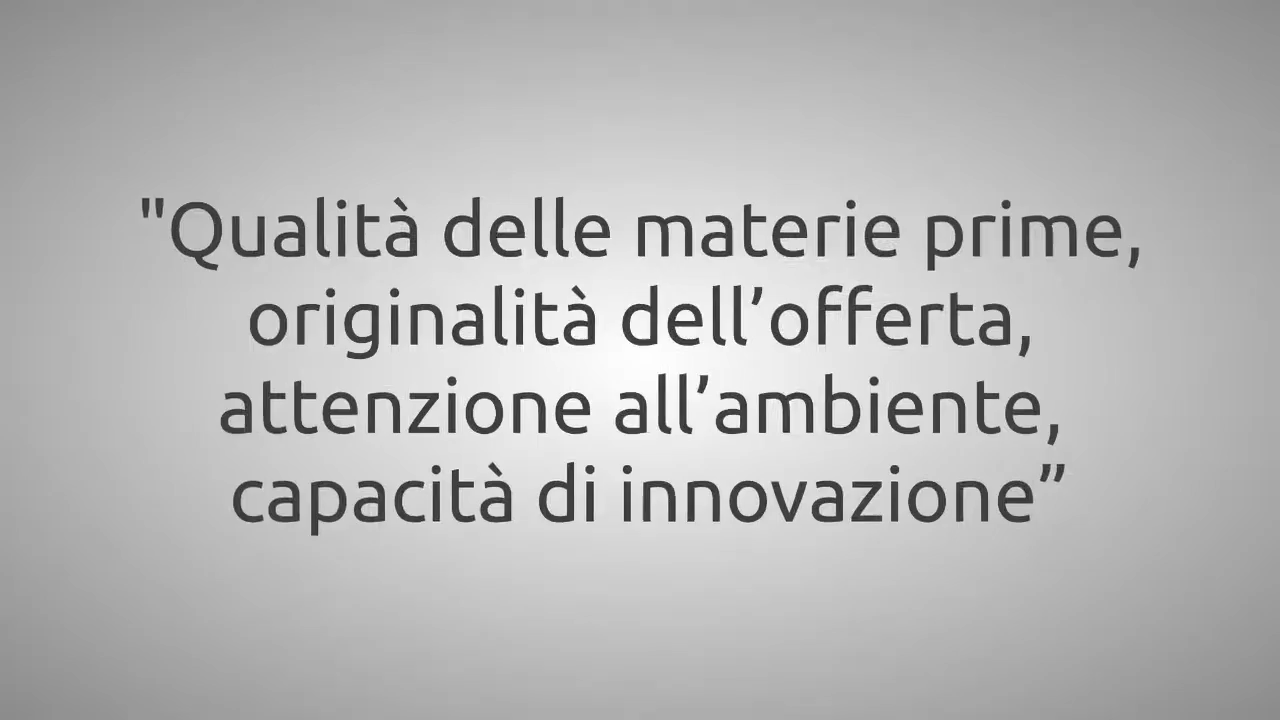 "Qualità delle materie prime,
originalità dell’offerta,
attenzione all’ambiente,
capacità di innovazione”